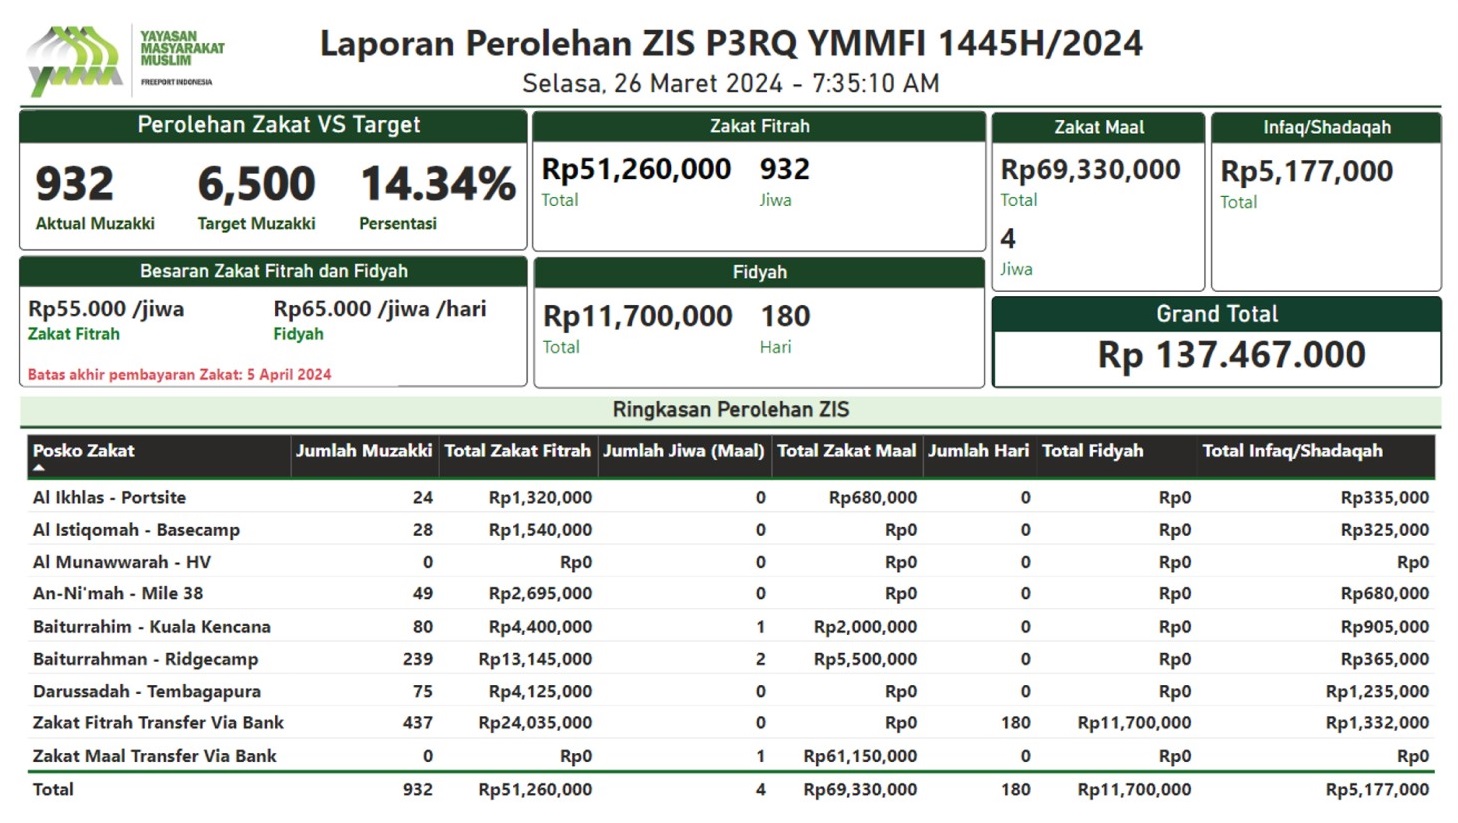 YAYASAN
MASYARAKAT
MUSLIM
FREEPORT INDONESIA
ymmm
Laporan Perolehan ZIS P3RQ YMMFI 1445H/2024
Selasa, 26 Maret 2024 - 7:35:10 AM
Perolehan Zakat VS Target
932 6,500 14.34%
Aktual Muzakki Target Muzakki Persentasi
Zakat Fitrah
Rp51,260,000 932
Total Jiwa
Zakat Maal
Rp69,330,000
Total
4
Jiwa
Infaq/Shadaqah
Rp5,177,000
Total
Besaran Zakat Fitrah dan Fidyah
Rp55.000 /jiwa Rp65.000 /jiwa /hari
Zakat Fitrah Fidyah
Batas akhir pembayaran Zakat: 5 April 2024
Fidyah
Rp11,700,000 180
Total Hari
Grand Total
Rp 137.467.000
Ringkasan Perolehan ZIS
Posko Zakat Jumlah Muzakki Total Zakat Fitrah Jumlah Jiwa (Maal) Total Zakat Maal Jumlah Hari Total Fidyah Total Infaq/Shadaqah
Al Ikhlas - Portsite 24 Rp1,320,000 0 Rp680,000 0 Rp0 Rp335,000
Al Istiqomah - Basecamp 28 Rp1,540,000 0 Rp0 0 Rp0 Rp325,000
Al Munawwarah - HV 0 Rp0 0 Rp0 0 Rp0 Rp0
An-Ni'mah - Mile 38 49 Rp2,695,000 0 Rp0 0 Rp0 Rp680,000
Baiturrahim - Kuala Kencana 80 Rp4,400,000 1 Rp2,000,000 0 Rp0 Rp905,000
Baiturrahman - Ridgecamp 239 Rp13,145,000 2 Rp5,500,000 0 Rp0 Rp365,000
Darussadah - Tembagapura 75 Rp4,125,000 0 Rp0 0 Rp0 Rp1,235,000
Zakat Fitrah Transfer Via Bank 437 Rp24,035,000 0 Rp0 180 Rp11,700,000 Rp1,332,000
Zakat Maal Transfer Via Bank 0 Rp0 1 Rp61,150,000 0 Rp0 Rp0
Total 932 Rp51,260,000 4 Rp69,330,000 180 Rp11,700,000 Rp5,177,000